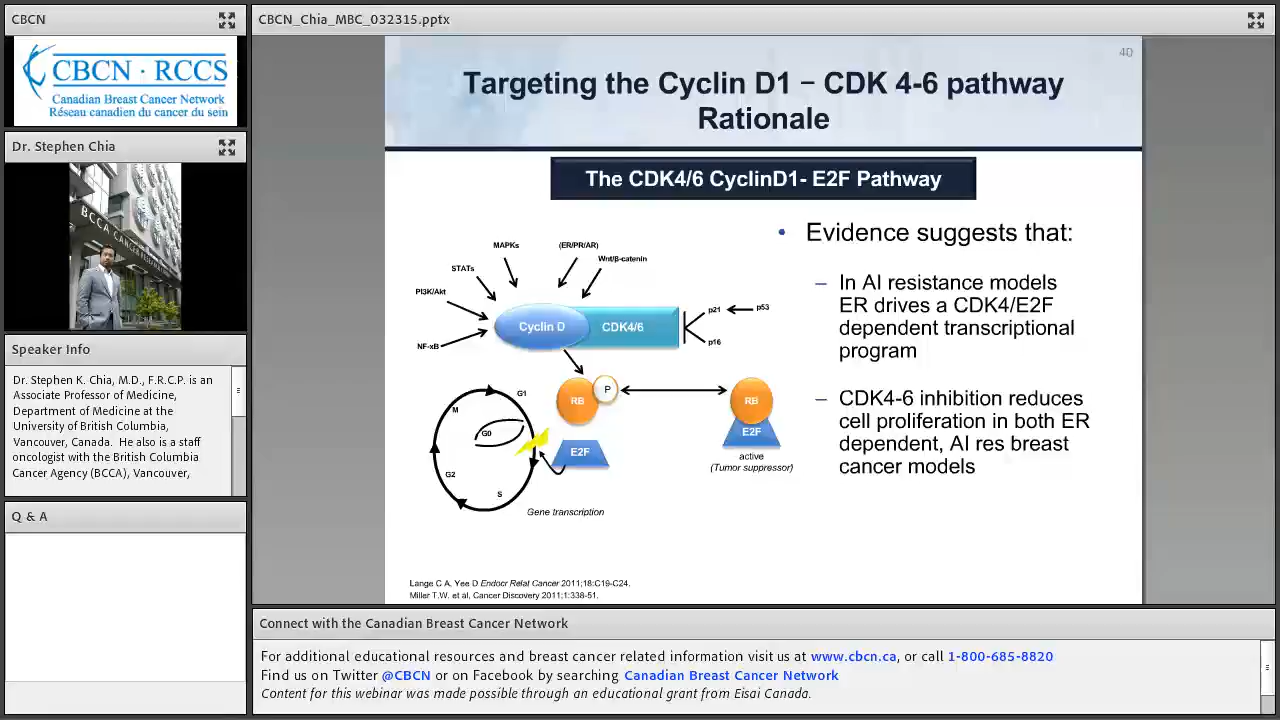 CBCN
CBCN · RCCS
Canadian Breast Cancer Network
Réseau canadien du cancer du sein
Dr. Stephen Chia
BCCA CANCER RESEARCH
Speaker Info
Dr. Stephen K. Chia, M.D., F.R.C.P. is an
Associate Professor of Medicine,
Department of Medicine at the
University of British Columbia,
Vancouver, Canada. He also is a staff
oncologist with the British Columbia
Cancer Agency (BCCA), Vancouver,
Q & A
CBCN_Chia_MBC_032315.pptx
40
Targeting the Cyclin D1 – CDK 4-6 pathway
Rationale
The CDK4/6 CyclinD1- E2F Pathway
MAPKs
(ER/PR/AR)
STATs
Wnt/β-catenin
PI3K/Akt
NF-κB
Cyclin D
CDK4/6
p21
p53
p16
RB
P
RB
E2F
active
(Tumor suppressor)
G1
M
G0
G2
S
E2F
Gene transcription
• Evidence suggests that:
– In AI resistance models
ER drives a CDK4/E2F
dependent transcriptional
program
– CDK4-6 inhibition reduces
cell proliferation in both ER
dependent, AI res breast
cancer models
Lange C A, Yee D Endocr Relat Cancer 2011;18:C19-C24.
Miller T.W. et al, Cancer Discovery 2011;1:338-51.
Connect with the Canadian Breast Cancer Network
For additional educational resources and breast cancer related information visit us at www.cbcn.ca, or call 1-800-685-8820
Find us on Twitter @CBCN or on Facebook by searching Canadian Breast Cancer Network
Content for this webinar was made possible through an educational grant from Eisai Canada.